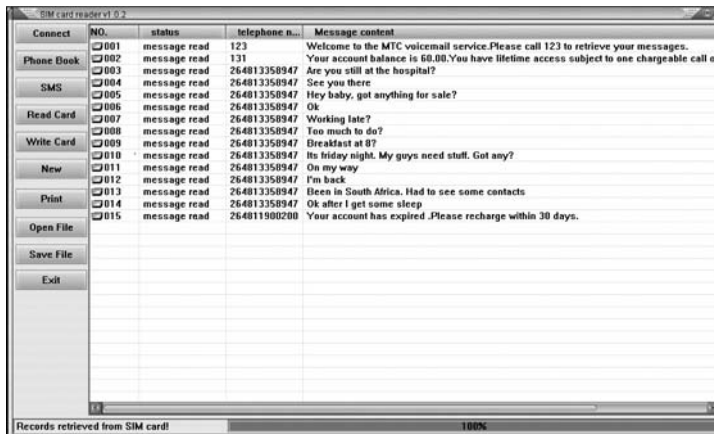 SIM card reader v1.0.2
Connect
Phone Book
SMS
Read Card
Write Card
New
Print
Open File
Save File
Exit
NO. status telephone n... Message content
001 message read 123 Welcome to the MTC voicemail service.Please call 123 to retrieve your messages.
002 message read 131 Your account balance is 60.00.You have lifetime access subject to one chargeable call o
003 message read 264813358947 Are you still at the hospital?
004 message read 264813358947 See you there
005 message read 264813358947 Hey baby, got anything for sale?
006 message read 264813358947 Ok
007 message read 264813358947 Working late?
008 message read 264813358947 Too much to do?
009 message read 264813358947 Breakfast at 8?
010 message read 264813358947 Its friday night. My guys need stuff. Got any?
011 message read 264813358947 On my way
012 message read 264813358947 I'm back
013 message read 264813358947 Been in South Africa. Had to see some contacts
014 message read 264813358947 Ok after I get some sleep
015 message read 264811900200 Your account has expired .Please recharge within 30 days.
Records retrieved from SIM card! 100%